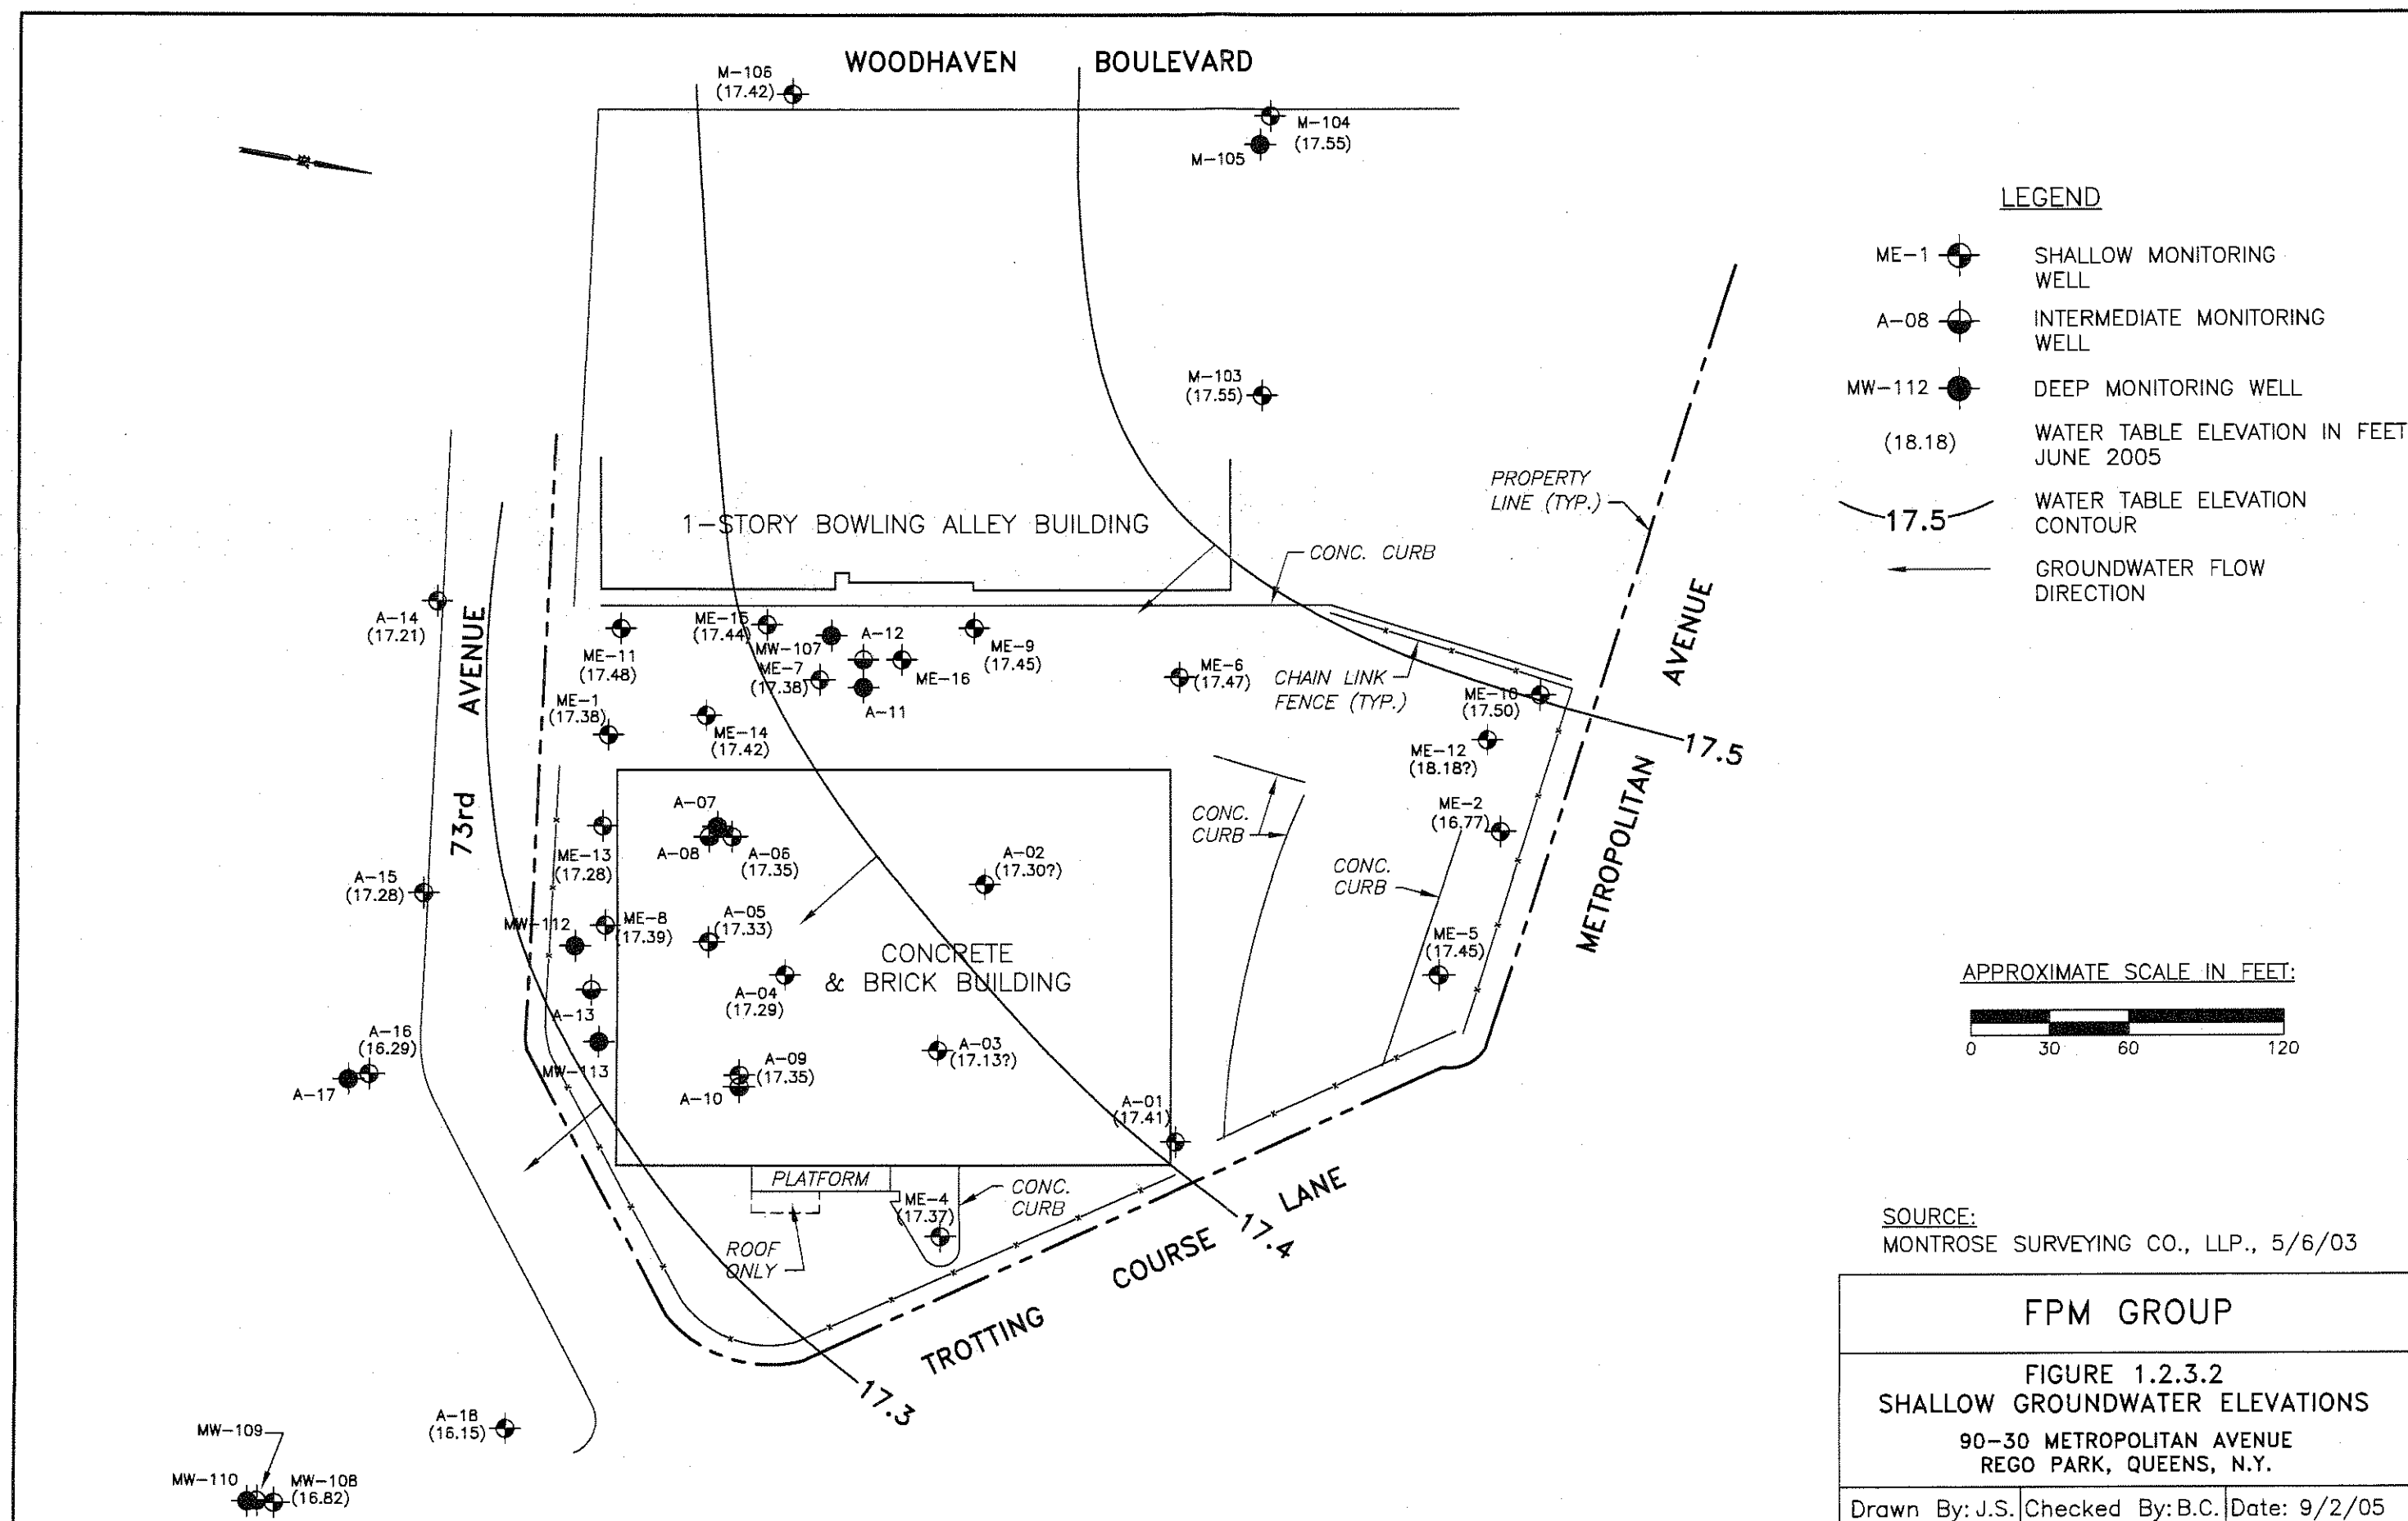 WOODHAVEN BOULEVARD
M-106
(17.42)
M-104
(17.55)
M-105
M-103
(17.55)
LEGEND
ME-1
SHALLOW MONITORING
WELL
A-08
INTERMEDIATE MONITORING
WELL
MW-112
DEEP MONITORING WELL
(18.18)
WATER TABLE ELEVATION IN FEET
JUNE 2005
17.5
WATER TABLE ELEVATION
CONTOUR
GROUNDWATER FLOW
DIRECTION
PROPERTY
LINE (TYP.)
1-STORY BOWLING ALLEY BUILDING
CONC. CURB
A-14
(17.21)
73rd AVENUE
ME-11
(17.48)
ME-15
(17.44)
MW-107
A-12
ME-7
(17.38)
A-11
ME-16
ME-9
(17.45)
ME-6
(17.47)
CHAIN LINK
FENCE (TYP.)
ME-10
(17.50)
17.5
METROPOLITAN AVENUE
ME-1
(17.38)
ME-14
(17.42)
ME-12
(18.18?)
ME-2
(16.77)
CONC.
CURB
CONC.
CURB
A-07
A-08
A-06
(17.35)
A-02
(17.30?)
ME-13
(17.28)
A-15
(17.28)
MW-112
ME-8
(17.39)
A-05
(17.33)
CONCRETE
& BRICK BUILDING
A-04
(17.29)
ME-5
(17.45)
A-13
A-16
(16.29)
A-17
MW-113
A-09
(17.35)
A-10
A-03
(17.13?)
A-01
(17.41)
PLATFORM
ME-4
(17.37)
CONC.
CURB
ROOF
ONLY
TROTTING COURSE LANE
17.4
17.3
A-18
(16.15)
MW-109
MW-110
MW-108
(16.82)
APPROXIMATE SCALE IN FEET:
0 30 60 120
SOURCE:
MONTROSE SURVEYING CO., LLP., 5/6/03
FPM GROUP
FIGURE 1.2.3.2
SHALLOW GROUNDWATER ELEVATIONS
90-30 METROPOLITAN AVENUE
REGO PARK, QUEENS, N.Y.
Drawn By: J.S. Checked By: B.C. Date: 9/2/05